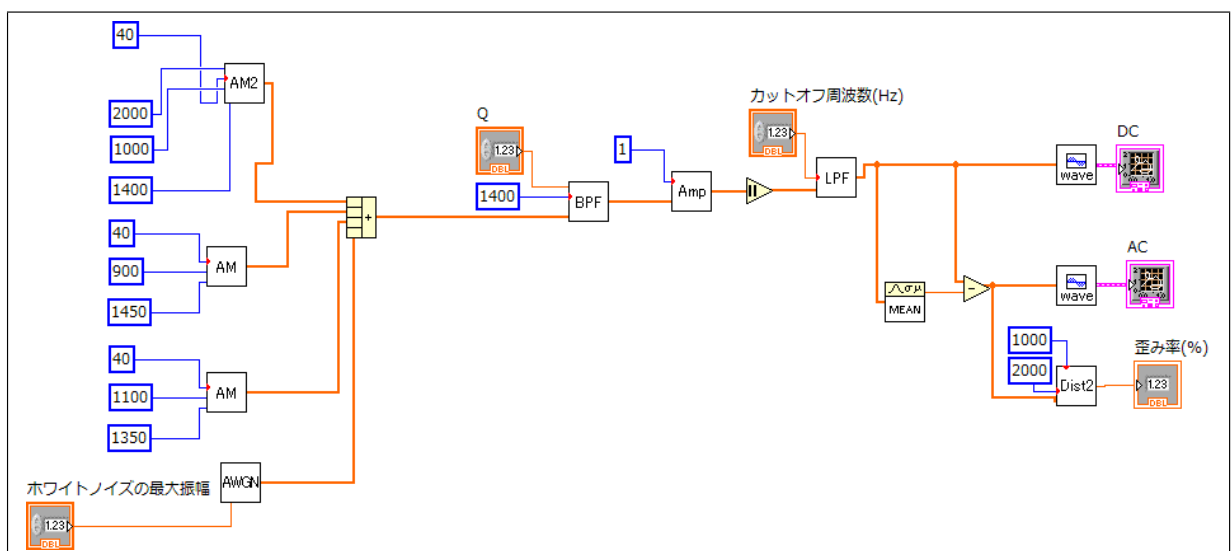 40
AM2
2000
1000
1400
40
AM
900
1450
40
AM
1100
1350
ホワイトノイズの最大振幅
1.23
DBL
AWGN
+
Q
1.23
DBL
1400
BPF
1
Amp
カットオフ周波数(Hz)
1.23
DBL
LPF
σμ
MEAN
-
DC
wave
AC
wave
1000
2000
Dist2
歪み率(%)
1.23
DBL